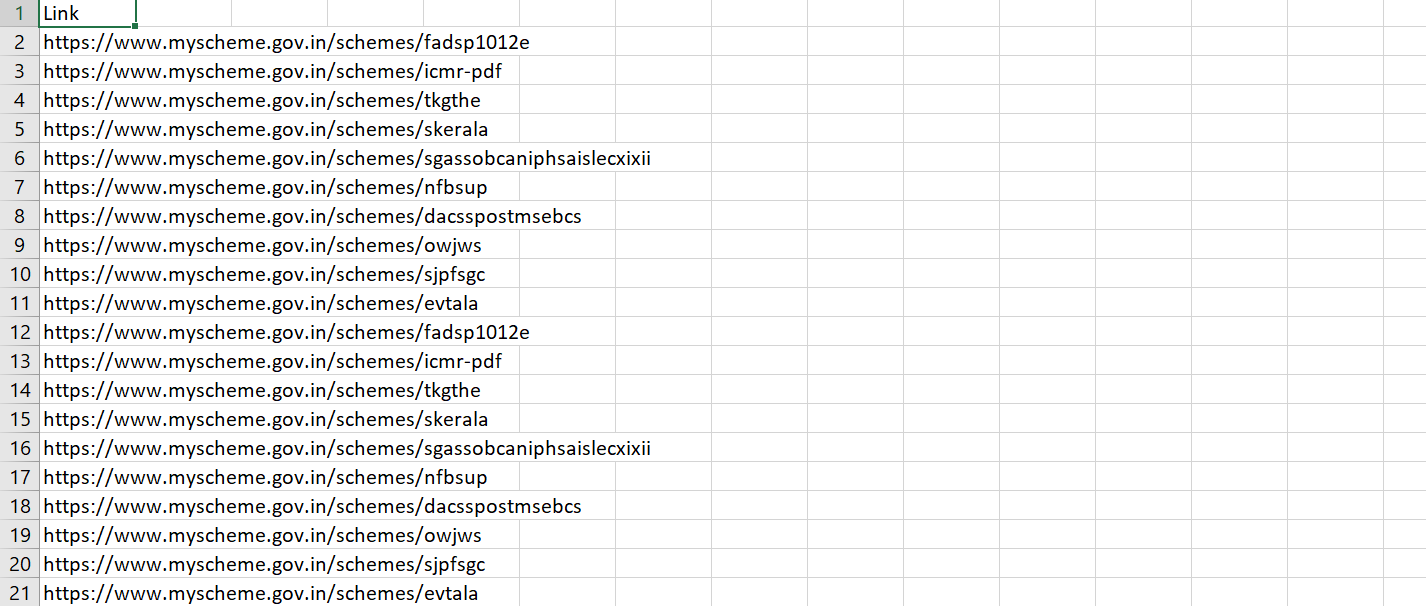 1 Link
2 https://www.myscheme.gov.in/schemes/fadsp1012e
3 https://www.myscheme.gov.in/schemes/icmr-pdf
4 https://www.myscheme.gov.in/schemes/tkgthe
5 https://www.myscheme.gov.in/schemes/skerala
6 https://www.myscheme.gov.in/schemes/sgassobcaniphsaislecxixii
7 https://www.myscheme.gov.in/schemes/nfbsup
8 https://www.myscheme.gov.in/schemes/dacsspostmsebcs
9 https://www.myscheme.gov.in/schemes/owjws
10 https://www.myscheme.gov.in/schemes/sjpfsgc
11 https://www.myscheme.gov.in/schemes/evtala
12 https://www.myscheme.gov.in/schemes/fadsp1012e
13 https://www.myscheme.gov.in/schemes/icmr-pdf
14 https://www.myscheme.gov.in/schemes/tkgthe
15 https://www.myscheme.gov.in/schemes/skerala
16 https://www.myscheme.gov.in/schemes/sgassobcaniphsaislecxixii
17 https://www.myscheme.gov.in/schemes/nfbsup
18 https://www.myscheme.gov.in/schemes/dacsspostmsebcs
19 https://www.myscheme.gov.in/schemes/owjws
20 https://www.myscheme.gov.in/schemes/sjpfsgc
21 https://www.myscheme.gov.in/schemes/evtala